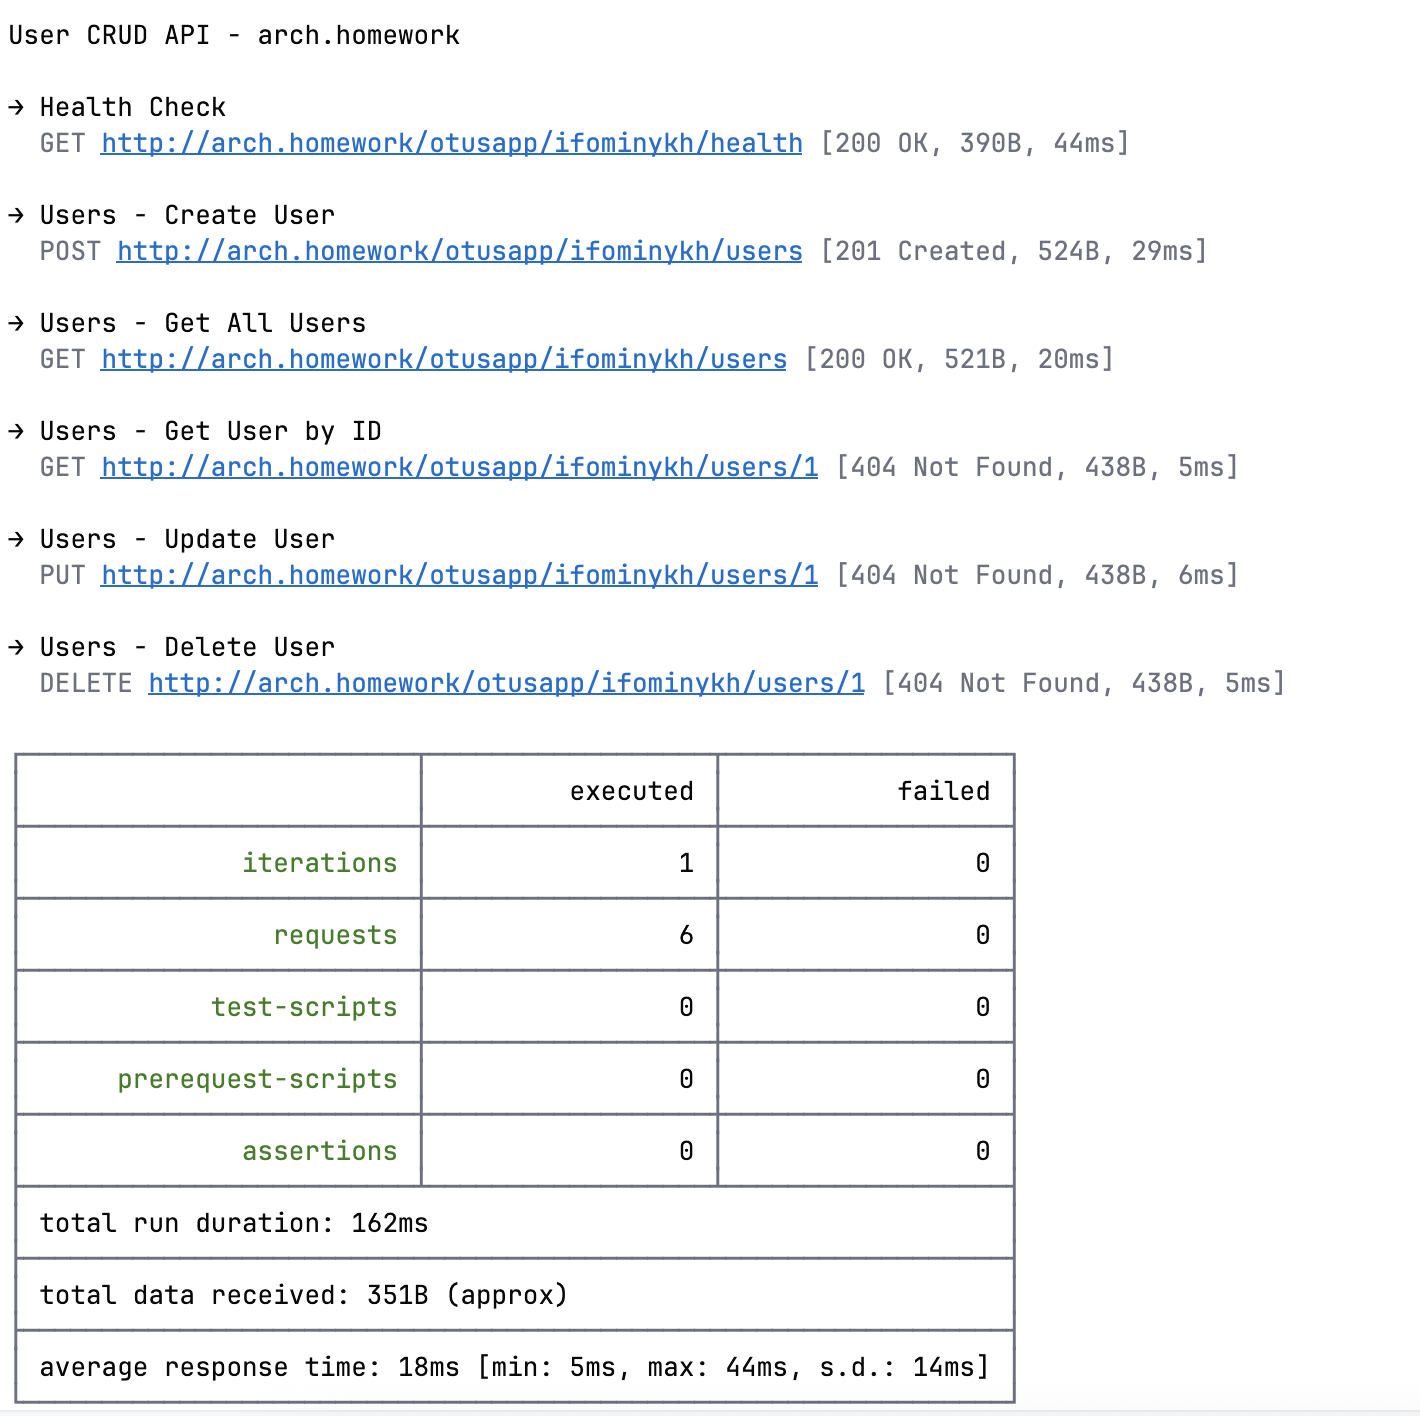 User CRUD API - arch.homework
→ Health Check
GET http://arch.homework/otusapp/ifominykh/health [200 OK, 390B, 44ms]
→ Users - Create User
POST http://arch.homework/otusapp/ifominykh/users [201 Created, 524B, 29ms]
→ Users - Get All Users
GET http://arch.homework/otusapp/ifominykh/users [200 OK, 521B, 20ms]
→ Users - Get User by ID
GET http://arch.homework/otusapp/ifominykh/users/1 [404 Not Found, 438B, 5ms]
→ Users - Update User
PUT http://arch.homework/otusapp/ifominykh/users/1 [404 Not Found, 438B, 6ms]
→ Users - Delete User
DELETE http://arch.homework/otusapp/ifominykh/users/1 [404 Not Found, 438B, 5ms]
executed failed
iterations 1 0
requests 6 0
test-scripts 0 0
prerequest-scripts 0 0
assertions 0 0
total run duration: 162ms
total data received: 351B (approx)
average response time: 18ms [min: 5ms, max: 44ms, s.d.: 14ms]